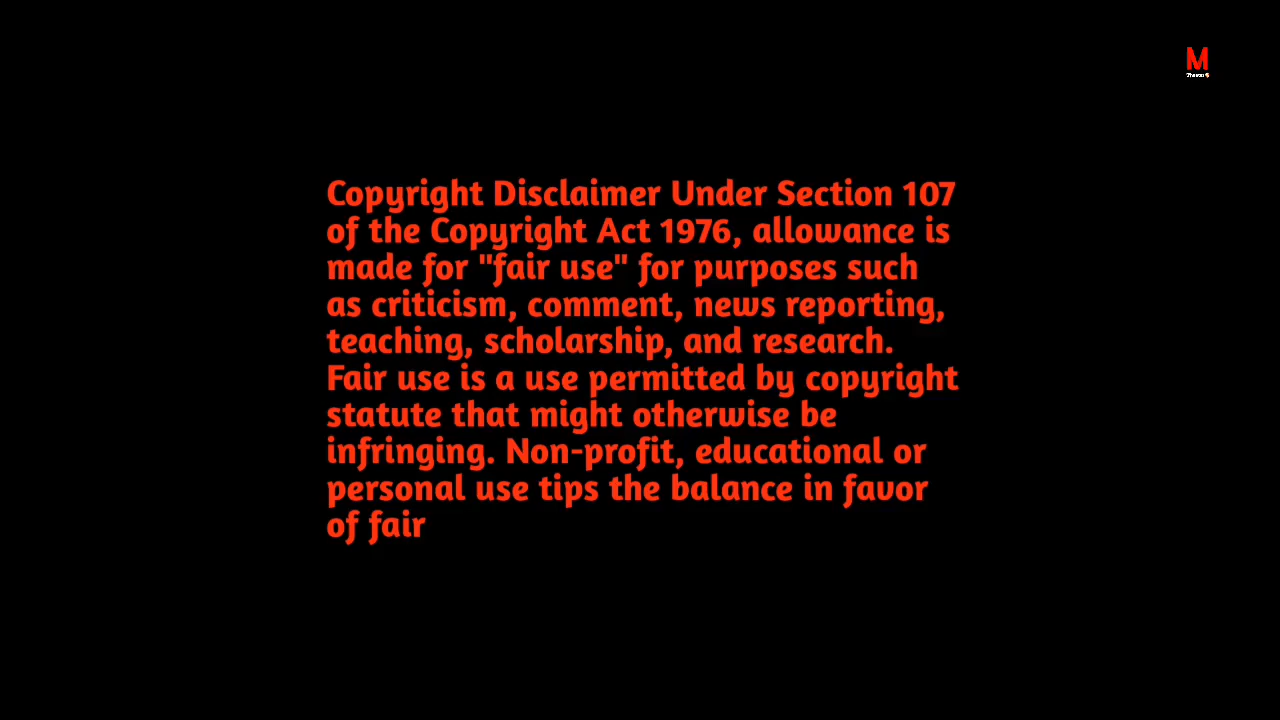 M
Copyright Disclaimer Under Section 107
of the Copyright Act 1976, allowance is
made for "fair use" for purposes such
as criticism, comment, news reporting,
teaching, scholarship, and research.
Fair use is a use permitted by copyright
statute that might otherwise be
infringing. Non-profit, educational or
personal use tips the balance in favor
of fair